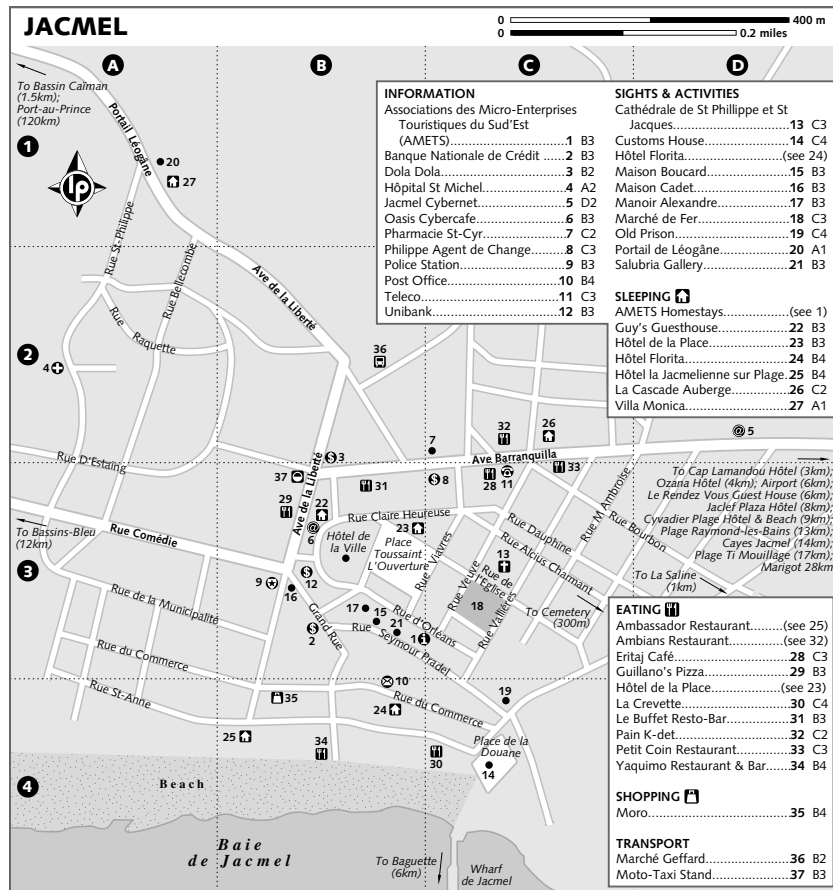 JACMEL
0 400 m
0 0.2 miles
A B C D
To Bassin Caïman
(1.5km);
Port-au-Prince
(120km)
INFORMATION
Associations des Micro-Enterprises
Touristiques du Sud'Est
(AMETS)..................1 B3
Banque Nationale de Crédit ......2 B3
Dola Dola..................3 B2
Hôpital St Michel..................4 A2
Jacmel Cybernet..................5 D2
Oasis Cybercafe..................6 B3
Pharmacie St-Cyr..................7 C2
Philippe Agent de Change..........8 C3
Police Station..................9 B3
Post Office..................10 B4
Teleco..................11 C3
Unibank..................12 B3
SIGHTS & ACTIVITIES
Cathédrale de St Phillippe et St
Jacques..................13 C3
Customs House..................14 C4
Hôtel Florita..................(see 24)
Maison Boucard..................15 B3
Maison Cadet..................16 B3
Manoir Alexandre..................17 B3
Marché de Fer..................18 C3
Old Prison..................19 C4
Portail de Léogâne..................20 A1
Salubria Gallery..................21 B3
SLEEPING
AMETS Homestays..................(see 1)
Guy's Guesthouse..................22 B3
Hôtel de la Place..................23 B3
Hôtel Florita..................24 B4
Hôtel la Jacmelienne sur Plage.25 B4
La Cascade Auberge..................26 C2
Villa Monica..................27 A1
1
lp
20
27
Portail Léogâne
Rue St-Philippe
Rue Bellecombe
Ave de la Liberté
2
Rue Raquette
4
36
32
26
5
7
Ave Barranquilla
3
Rue D'Estaing
37
31
8
28
11
33
29
22
Ave de la Liberté
6
Rue Claire Heureuse
23
Rue Dauphine
Rue M Ambroise
Rue Bourbon
To Cap Lamandou Hôtel (3km);
Ozana Hôtel (4km); Airport (6km);
Le Rendez Vous Guest House (6km);
Jaclef Plaza Hôtel (8km);
Cyvadier Plage Hôtel & Beach (9km);
Plage Raymond-les-Bains (13km);
Cayes Jacmel (14km);
Plage Ti Mouillage (17km);
Marigot 28km
To Bassins-Bleu
(12km)
Rue Comédie
Hôtel de
la Ville
Place
Toussaint
L'Ouverture
Rue Vlavres
13
Rue Alcius Charmant
3
9
12
16
Rue de la Municipalité
Grand Rue
17
15
21
1
Rue d'Orléans
Rue Veuve
Rue de
l'Eglise
18
Rue Vallières
To Cemetery
(300m)
To La Saline
(1km)
2
Rue Seymour Pradel
Rue du Commerce
Rue St-Anne
10
35
24
Rue du Commerce
19
25
34
30
Place de la
Douane
14
EATING
Ambassador Restaurant.........(see 25)
Ambians Restaurant..............(see 32)
Eritaj Café..................28 C3
Guillano's Pizza..................29 B3
Hôtel de la Place..................(see 23)
La Crevette..................30 C4
Le Buffet Resto-Bar..................31 B3
Pain K-det..................32 C2
Petit Coin Restaurant..............33 C3
Yaquimo Restaurant & Bar......34 B4
SHOPPING
Moro..................35 B4
TRANSPORT
Marché Geffard..................36 B2
Moto-Taxi Stand..................37 B3
4
Beach
Baie
de Jacmel
To Baguette
(6km)
Wharf
de Jacmel